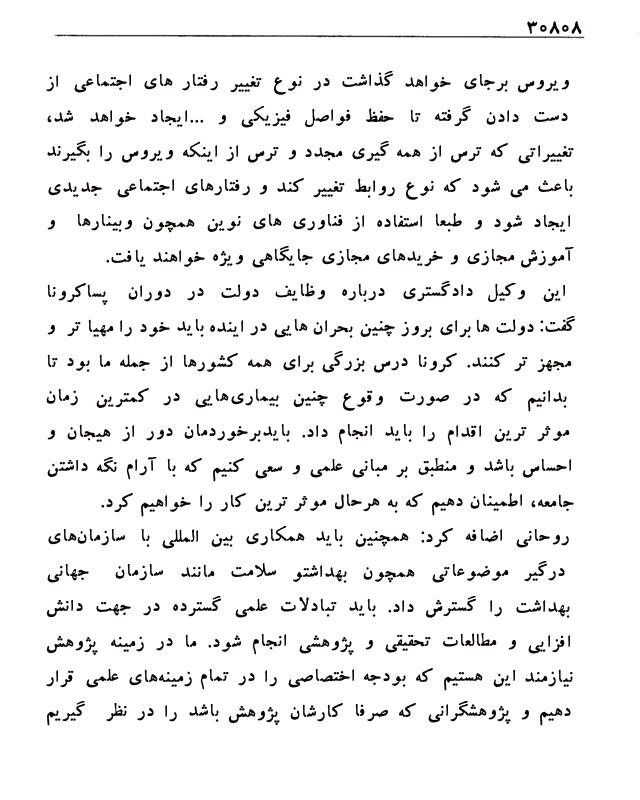 ۳۰۸۰۸
ویروس برجای خواهد گذاشت در نوع تغییر رفتار های اجتماعی از
دست دادن گرفته تا حفظ فواصل فیزیکی و ...ایجاد خواهد شد،
تغییراتی که ترس از همه گیری مجدد و ترس از اینکه ویروس را بگیرند
باعث می شود که نوع روابط تغییر کند و رفتارهای اجتماعی جدیدی
ایجاد شود و طبعا استفاده از فناوری های نوین همچون وبینارها و
آموزش مجازی و خریدهای مجازی جایگاهی ویژه خواهند یافت.
این وکیل دادگستری درباره وظایف دولت در دوران پساکرونا
گفت: دولت ها برای بروز چنین بحران هایی در اینده باید خود را مهیا تر و
مجهز تر کنند. کرونا درس بزرگی برای همه کشورها از جمله ما بود تا
بدانیم که در صورت وقوع چنین بیماری‌هایی در کمترین زمان
موثر ترین اقدام را باید انجام داد. بایدبرخوردمان دور از هیجان و
احساس باشد و منطبق بر مبانی علمی و سعی کنیم که با آرام نگه داشتن
جامعه، اطمینان دهیم که به هرحال موثر ترین کار را خواهیم کرد.
روحانی اضافه کرد: همچنین باید همکاری بین المللی با سازمان‌های
درگیر موضوعاتی همچون بهداشتو سلامت مانند سازمان جهانی
بهداشت را گسترش داد. باید تبادلات علمی گسترده در جهت دانش
افزایی و مطالعات تحقیقی و پژوهشی انجام شود. ما در زمینه پژوهش
نیازمند این هستیم که بودجه اختصاصی را در تمام زمینه‌های علمی قرار
دهیم و پژوهشگرانی که صرفا کارشان پژوهش باشد را در نظر گیریم